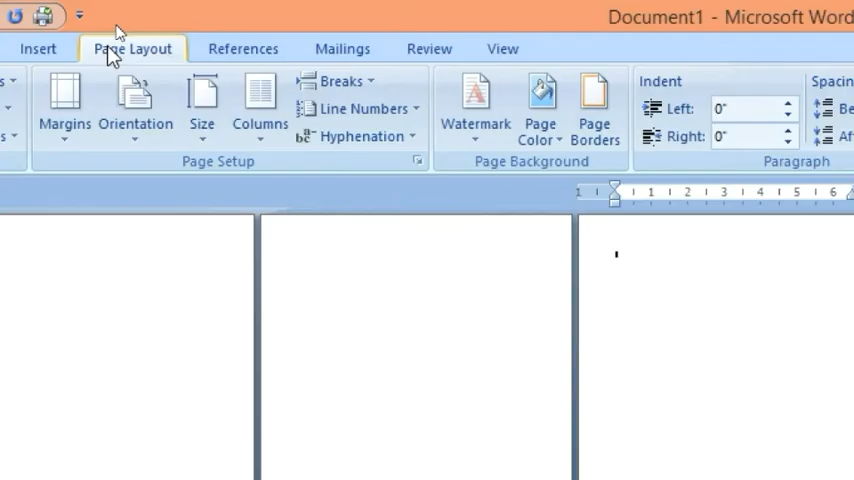 Document1 - Microsoft Word
Insert Page Layout References Mailings Review View
Margins Orientation Size Columns Breaks Line Numbers Hyphenation
Page Setup
Watermark Page Color Page Borders
Page Background
Indent
Left: 0"
Right: 0"
Paragraph
1 1 2 3 4 5 6